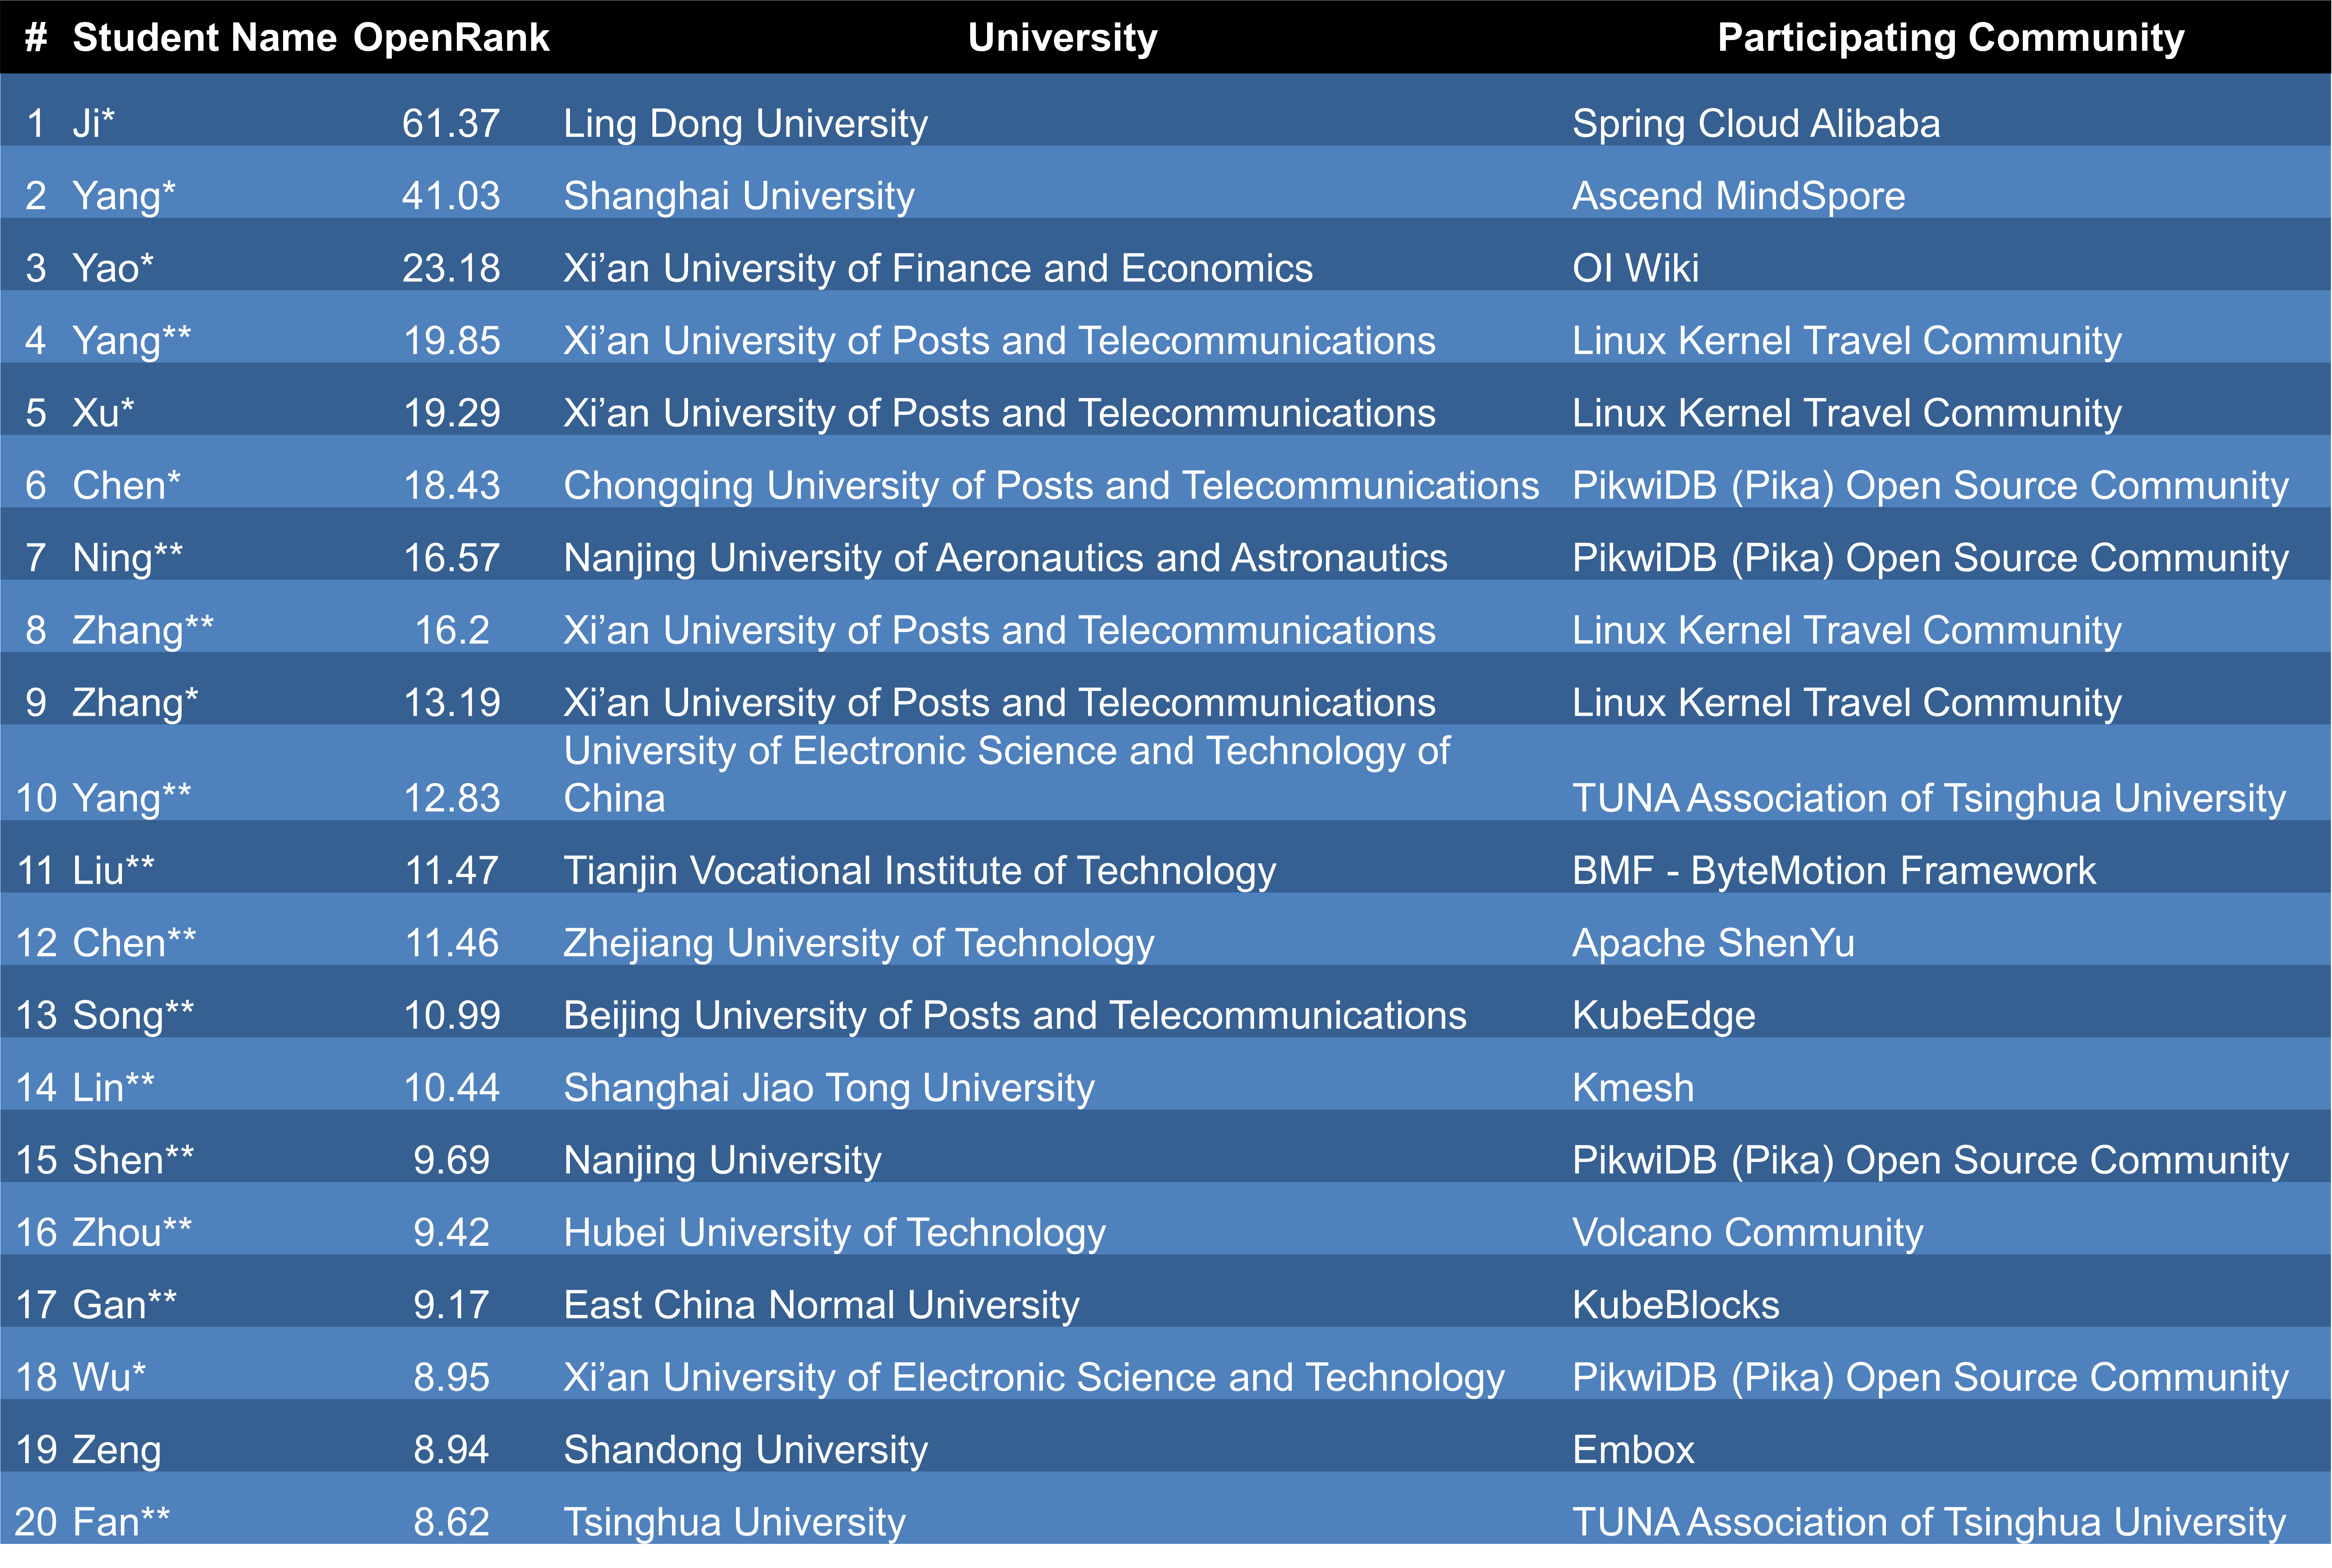 # Student Name OpenRank University Participating Community
1 Ji* 61.37 Ling Dong University Spring Cloud Alibaba
2 Yang* 41.03 Shanghai University Ascend MindSpore
3 Yao* 23.18 Xi’an University of Finance and Economics OI Wiki
4 Yang** 19.85 Xi’an University of Posts and Telecommunications Linux Kernel Travel Community
5 Xu* 19.29 Xi’an University of Posts and Telecommunications Linux Kernel Travel Community
6 Chen* 18.43 Chongqing University of Posts and Telecommunications PikwiDB (Pika) Open Source Community
7 Ning** 16.57 Nanjing University of Aeronautics and Astronautics PikwiDB (Pika) Open Source Community
8 Zhang** 16.2 Xi’an University of Posts and Telecommunications Linux Kernel Travel Community
9 Zhang* 13.19 Xi’an University of Posts and Telecommunications Linux Kernel Travel Community
University of Electronic Science and Technology of
10 Yang** 12.83 China TUNA Association of Tsinghua University
11 Liu** 11.47 Tianjin Vocational Institute of Technology BMF - ByteMotion Framework
12 Chen** 11.46 Zhejiang University of Technology Apache ShenYu
13 Song** 10.99 Beijing University of Posts and Telecommunications KubeEdge
14 Lin** 10.44 Shanghai Jiao Tong University Kmesh
15 Shen** 9.69 Nanjing University PikwiDB (Pika) Open Source Community
16 Zhou** 9.42 Hubei University of Technology Volcano Community
17 Gan** 9.17 East China Normal University KubeBlocks
18 Wu* 8.95 Xi’an University of Electronic Science and Technology PikwiDB (Pika) Open Source Community
19 Zeng 8.94 Shandong University Embox
20 Fan** 8.62 Tsinghua University TUNA Association of Tsinghua University